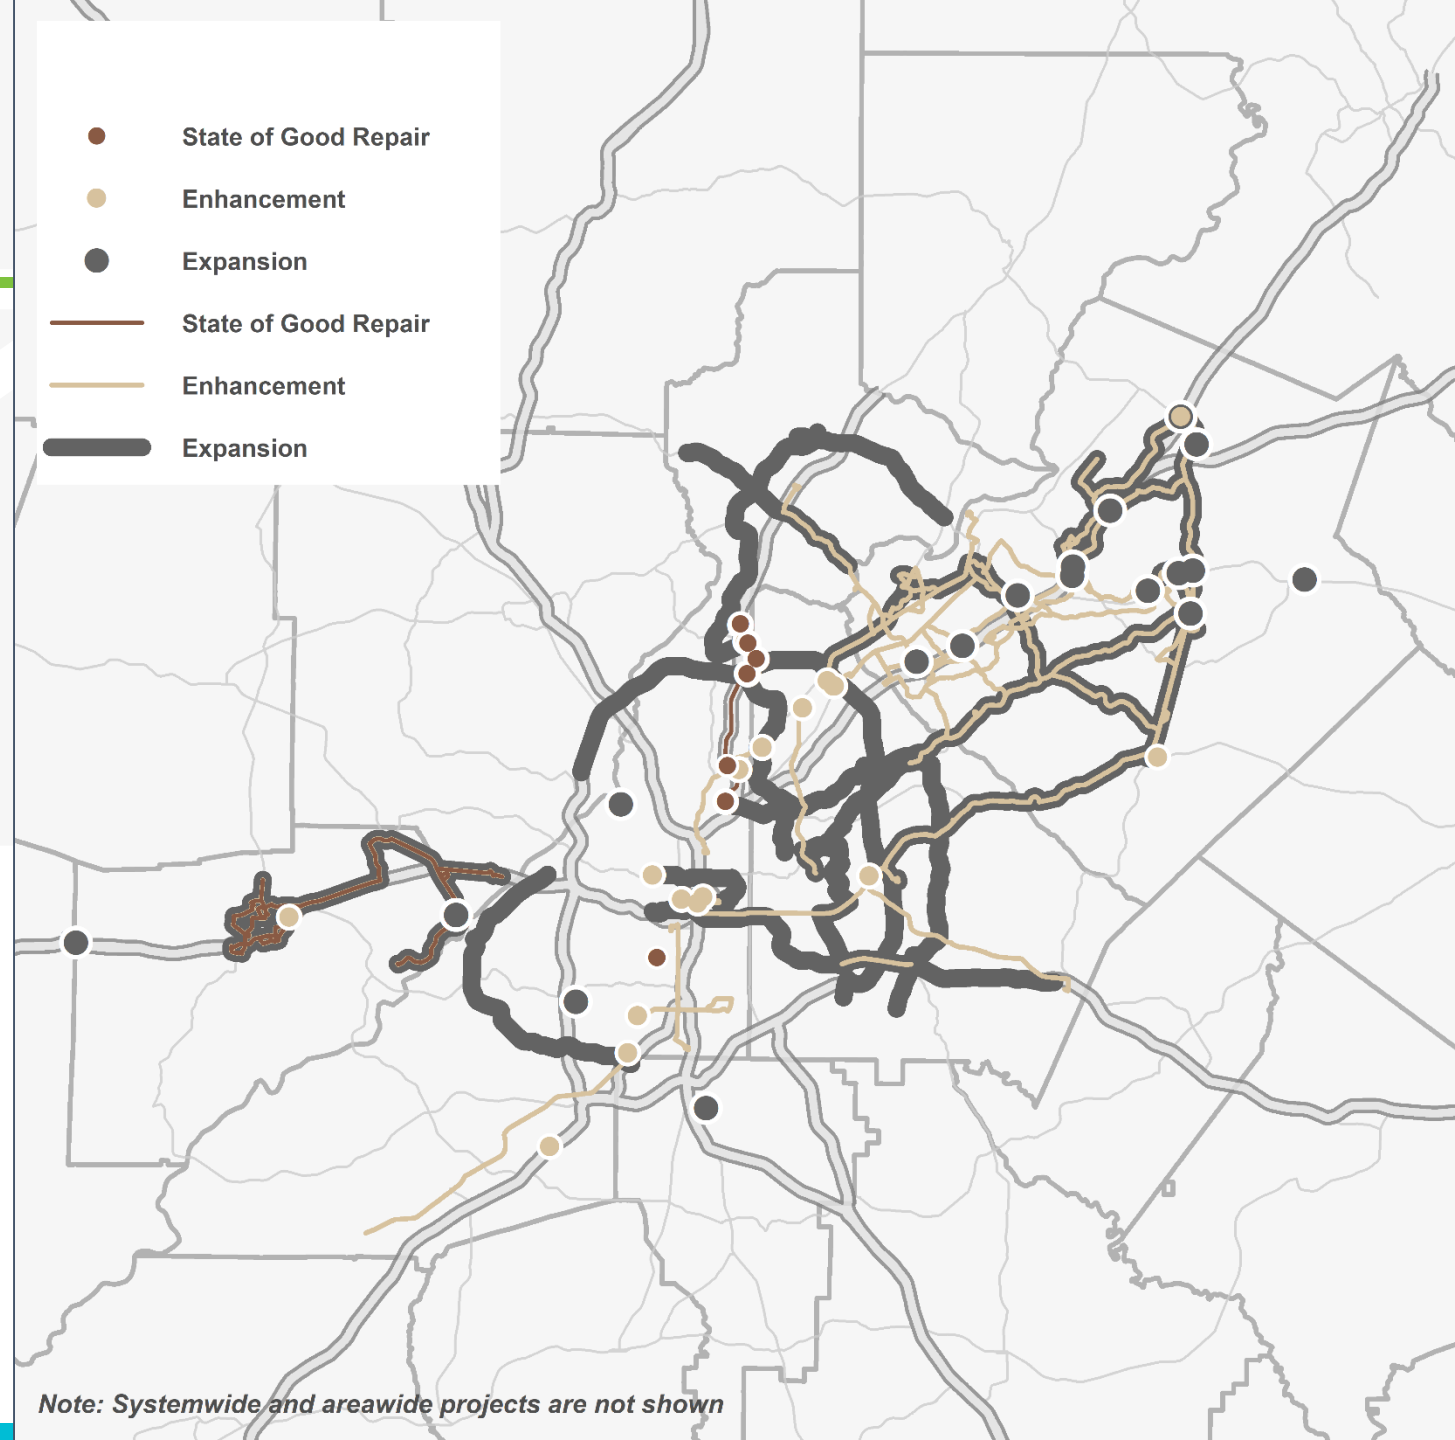 State of Good Repair
Enhancement
Expansion
State of Good Repair
Enhancement
Expansion
Note: Systemwide and areawide projects are not shown